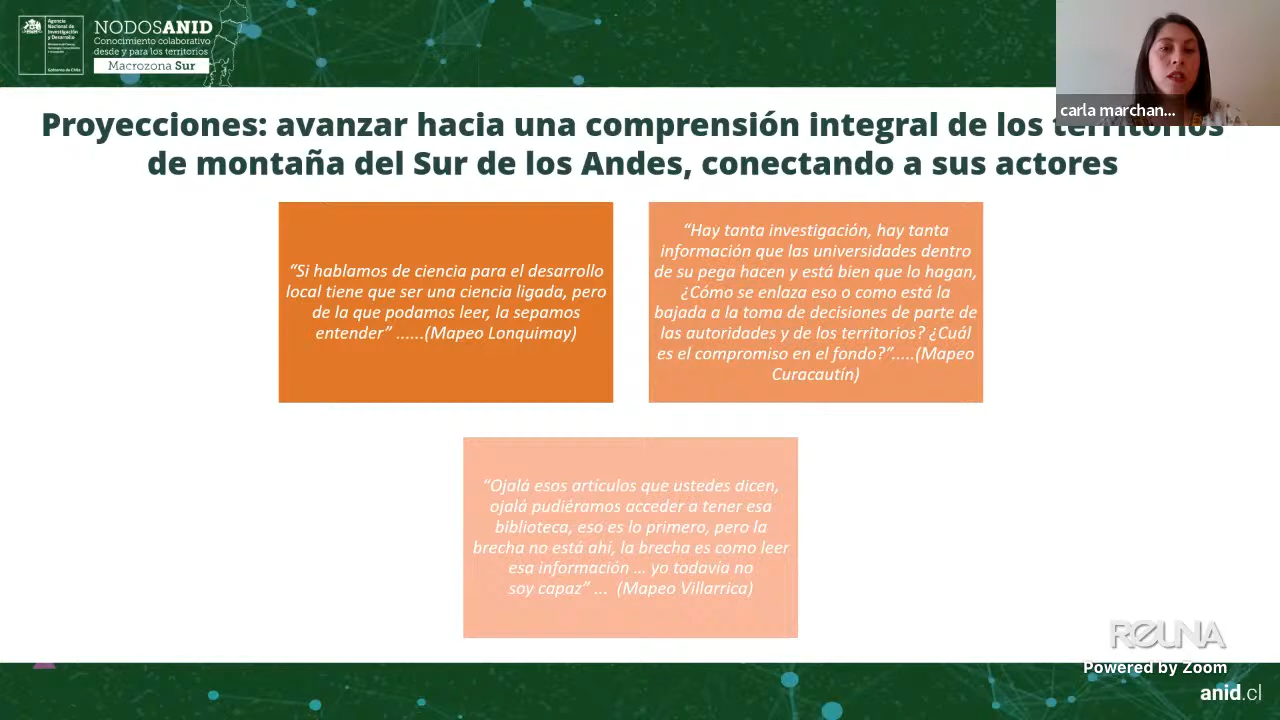 Agencia
Nacional de
Investigación
y Desarrollo
Gobierno de Chile
NODOSANID
Conocimiento colaborativo
desde y para los territorios
Macrozona Sur
carla marchan...
Proyecciones: avanzar hacia una comprensión integral de los territorios
de montaña del Sur de los Andes, conectando a sus actores
“Si hablamos de ciencia para el desarrollo
local tiene que ser una ciencia ligada, pero
de la que podamos leer, la sepamos
entender” ......(Mapeo Lonquimay)
“Hay tanta investigación, hay tanta
información que las universidades dentro
de su pega hacen y está bien que lo hagan,
¿Cómo se enlaza eso o como está la
bajada a la toma de decisiones de parte de
las autoridades y de los territorios? ¿Cuál
es el compromiso en el fondo?”.....(Mapeo
Curacautín)
“Ojalá esos artículos que ustedes dicen,
ojalá pudiéramos acceder a tener esa
biblioteca, eso es lo primero, pero la
brecha no está ahí, la brecha es como leer
esa información ... yo todavía no
soy capaz” ... (Mapeo Villarrica)
REUNA
Powered by Zoom
anid.cl